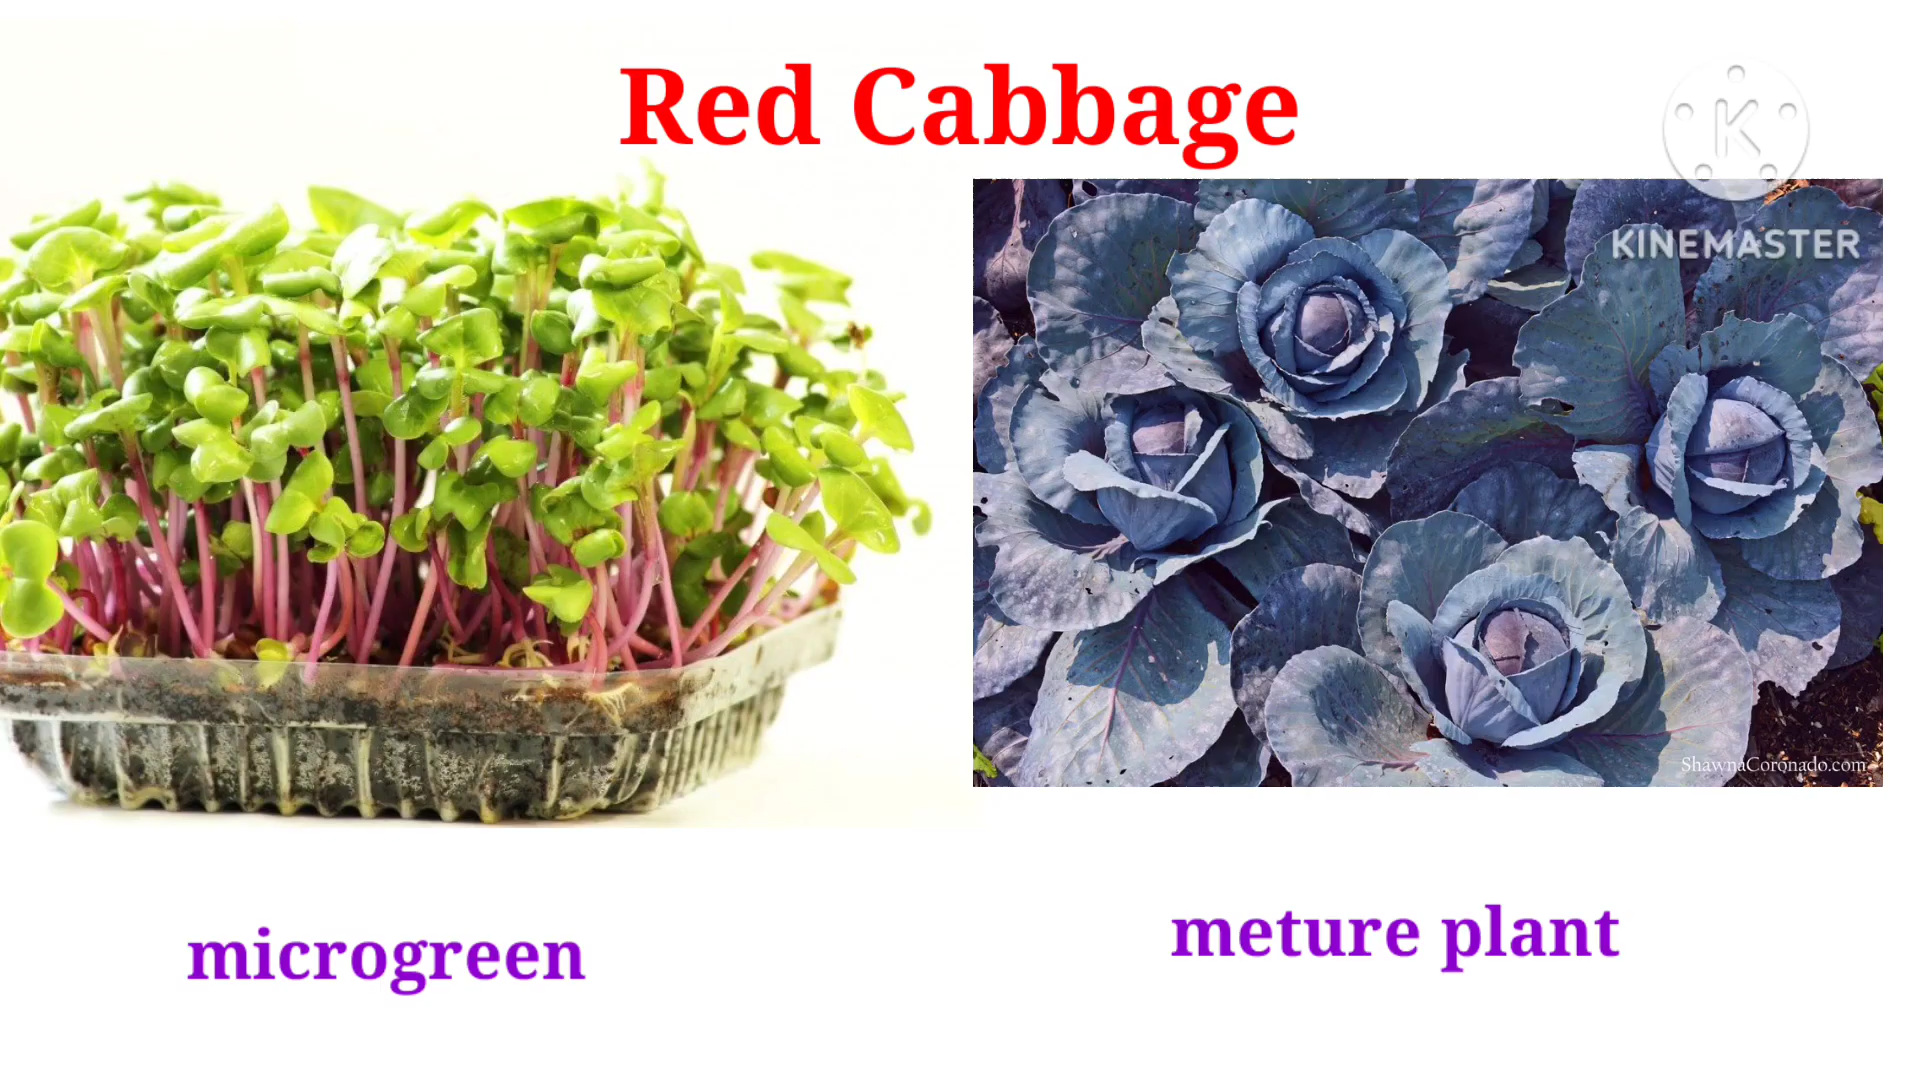 Red Cabbage
K
KINEMASTER
ShawnaCoronado.com
microgreen
meture plant